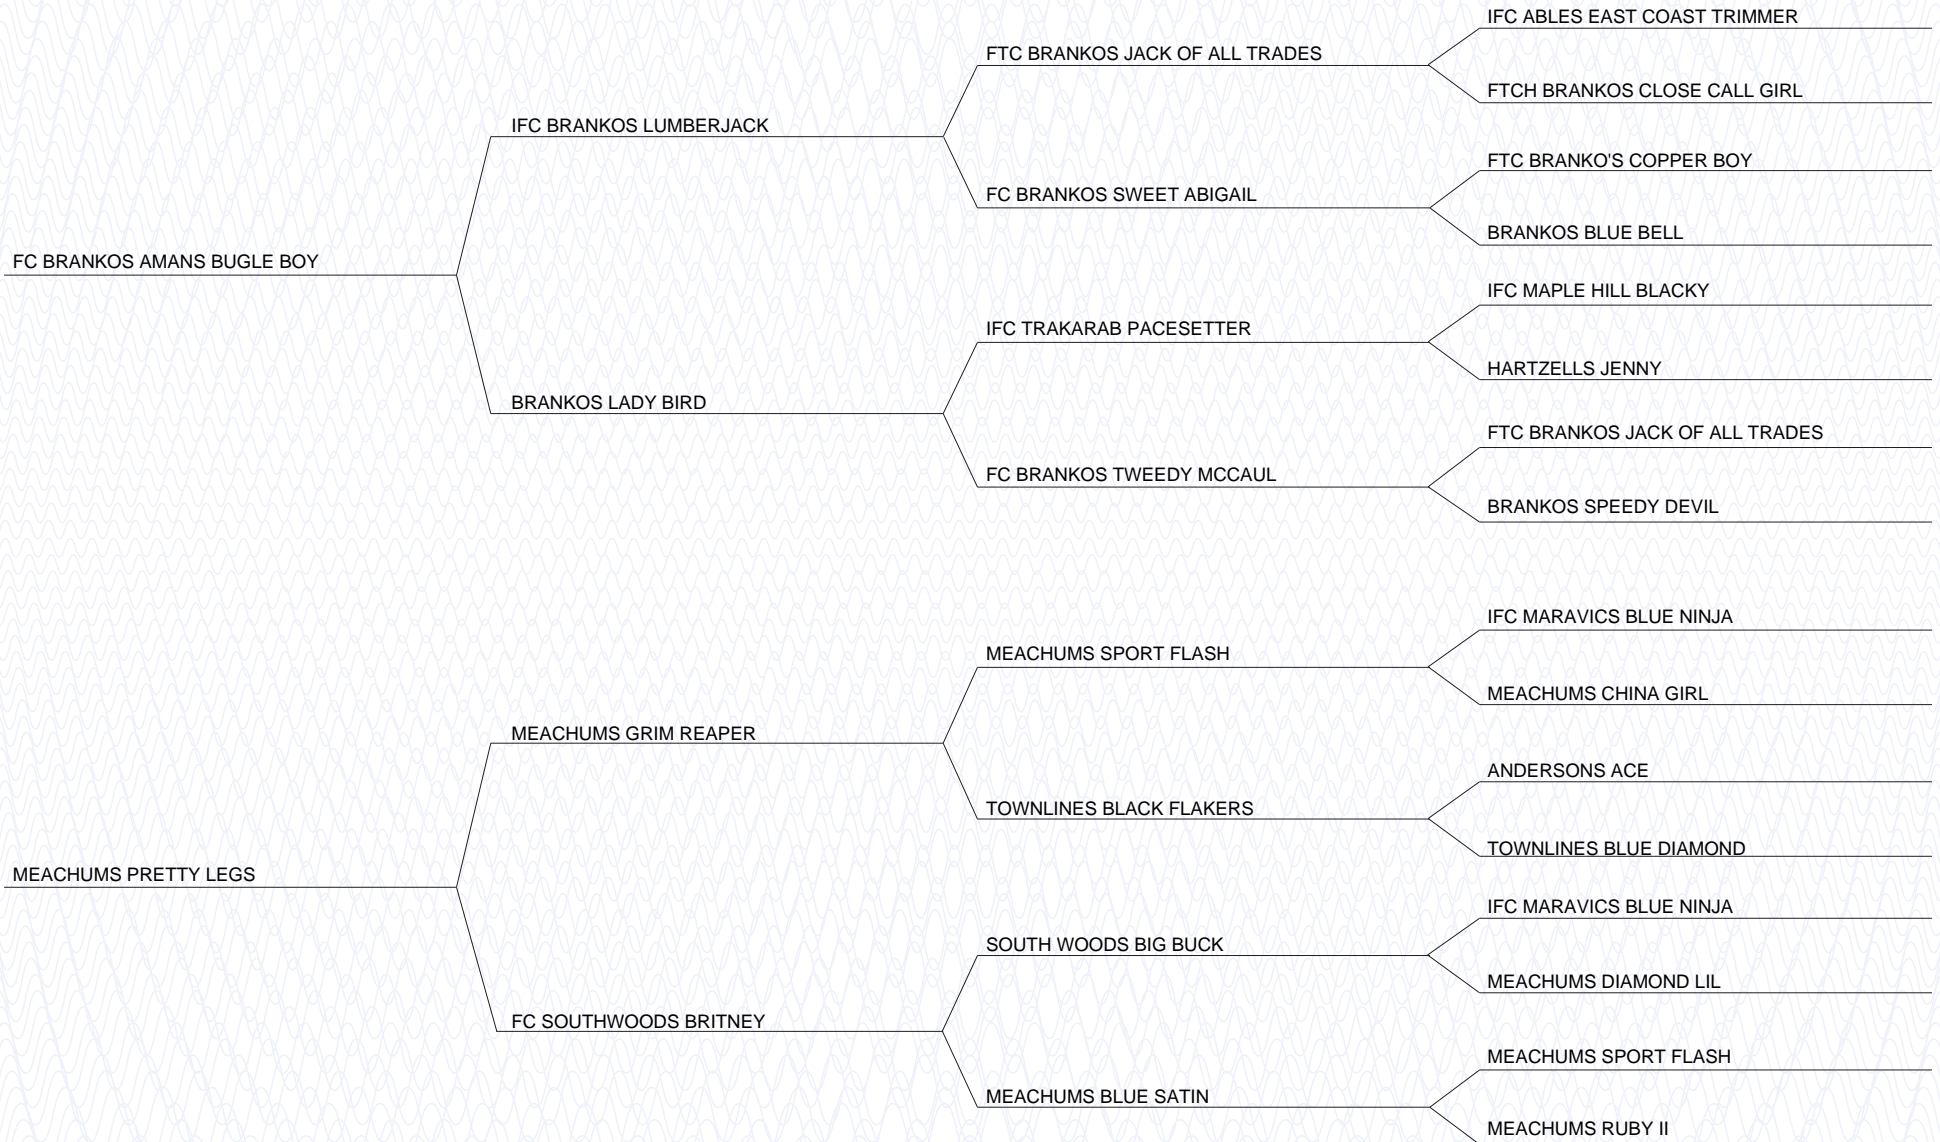 IFC ABLES EAST COAST TRIMMER
FTC BRANKOS JACK OF ALL TRADES
FTCH BRANKOS CLOSE CALL GIRL
IFC BRANKOS LUMBERJACK
FTC BRANKO'S COPPER BOY
FC BRANKOS SWEET ABIGAIL
BRANKOS BLUE BELL
FC BRANKOS AMANS BUGLE BOY
IFC MAPLE HILL BLACKY
IFC TRAKARAB PACESETTER
HARTZELLS JENNY
BRANKOS LADY BIRD
FTC BRANKOS JACK OF ALL TRADES
FC BRANKOS TWEEDY MCCAUL
BRANKOS SPEEDY DEVIL
IFC MARAVICS BLUE NINJA
MEACHUMS SPORT FLASH
MEACHUMS CHINA GIRL
MEACHUMS GRIM REAPER
ANDERSONS ACE
TOWNLINES BLACK FLAKERS
TOWNLINES BLUE DIAMOND
MEACHUMS PRETTY LEGS
IFC MARAVICS BLUE NINJA
SOUTH WOODS BIG BUCK
MEACHUMS DIAMOND LIL
FC SOUTHWOODS BRITNEY
MEACHUMS SPORT FLASH
MEACHUMS BLUE SATIN
MEACHUMS RUBY II